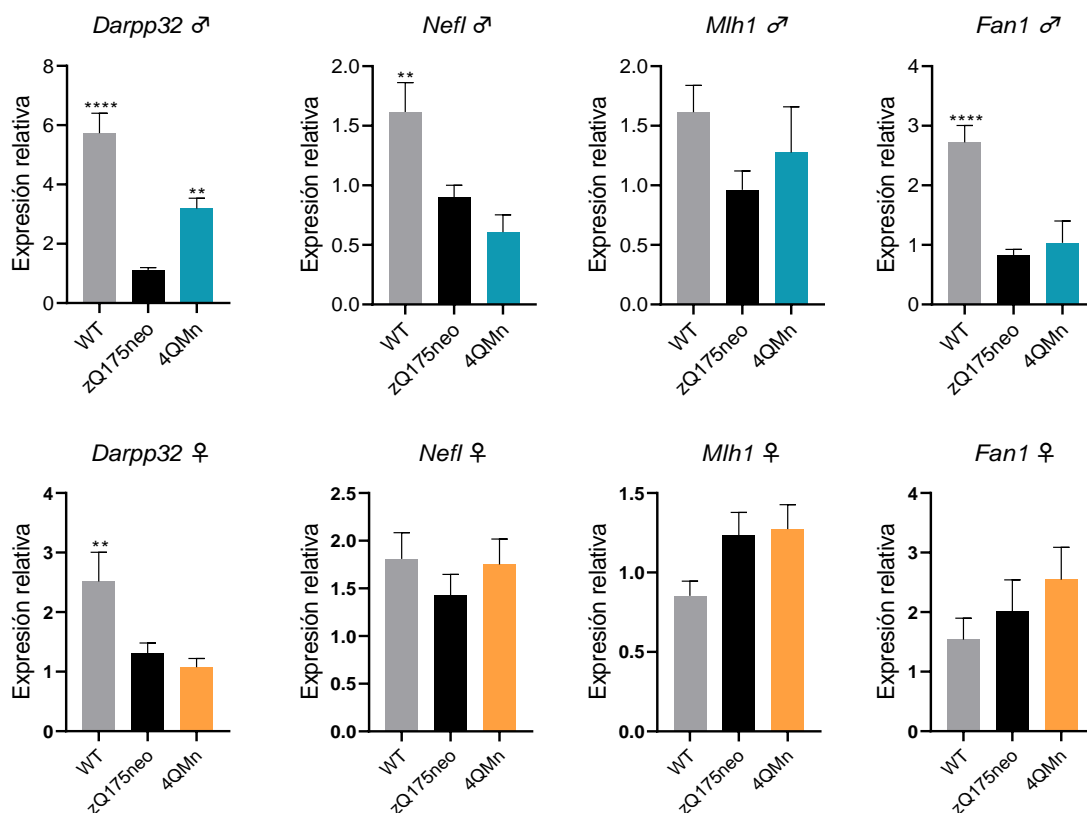 Darpp32 ♂
Expresión relativa
8
6
4
2
0
****
**
WT
zQ175neo
4QMn
Nefl ♂
Expresión relativa
2.0
1.5
1.0
0.5
0.0
**
WT
zQ175neo
4QMn
Mlh1 ♂
Expresión relativa
2.0
1.5
1.0
0.5
0.0
WT
zQ175neo
4QMn
Fan1 ♂
Expresión relativa
4
3
2
1
0
****
WT
zQ175neo
4QMn
Darpp32 ♀
Expresión relativa
4
3
2
1
0
**
WT
zQ175neo
4QMn
Nefl ♀
Expresión relativa
2.5
2.0
1.5
1.0
0.5
0.0
WT
zQ175neo
4QMn
Mlh1 ♀
Expresión relativa
1.5
1.0
0.5
0.0
WT
zQ175neo
4QMn
Fan1 ♀
Expresión relativa
4
3
2
1
0
WT
zQ175neo
4QMn